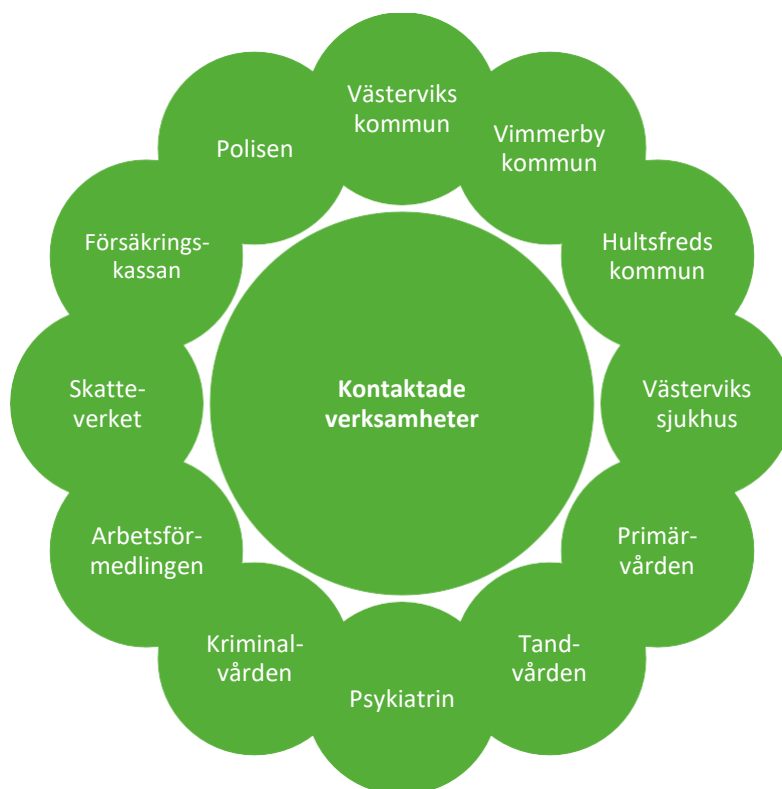 Västerviks
kommun
Vimmerby
kommun
Hultsfreds
kommun
Västerviks
sjukhus
Primär-
vården
Tand-
vården
Psykiatrin
Kriminal-
vården
Arbetsför-
medlingen
Skatte-
verket
Försäkrings-
kassan
Polisen
Kontaktade
verksamheter